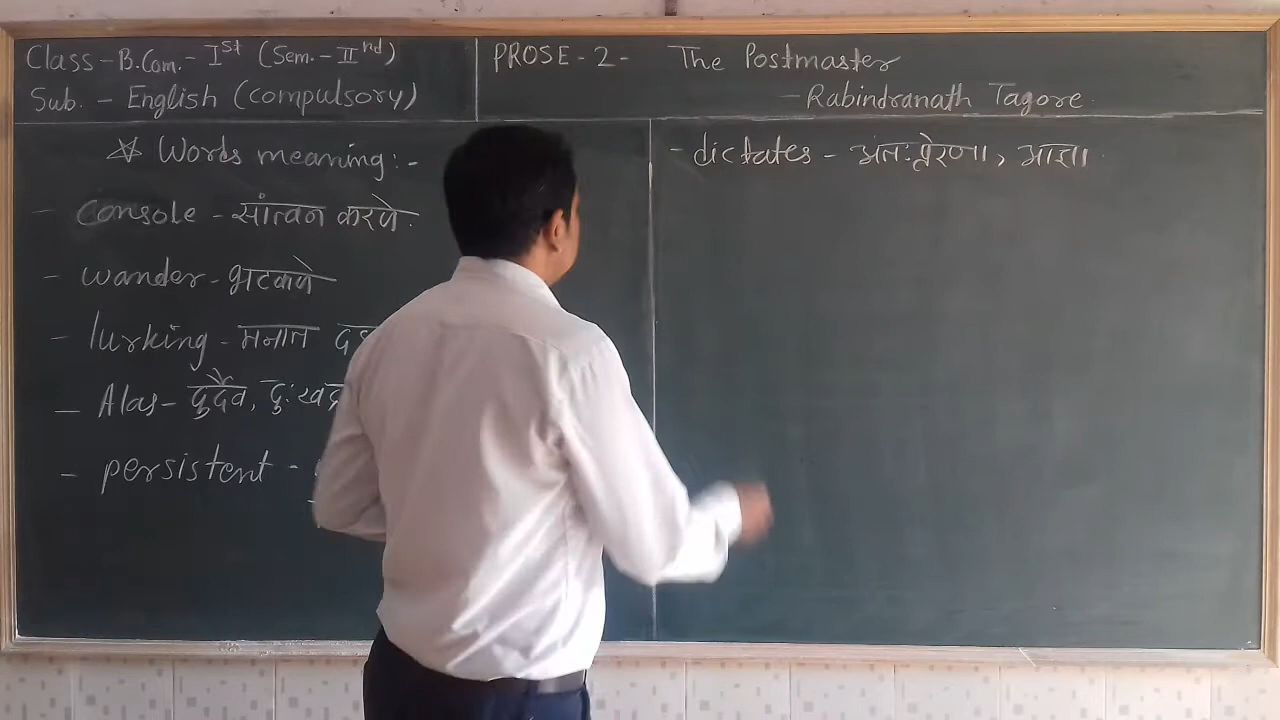 Class - B.Com. - Ist (Sem. - IInd)
Sub. - English (compulsory)
PROSE - 2 - The Postmaster
- Rabindranath Tagore.
☆ Words meaning:-
- Console - सांत्वन करणे.
- wander - भटकणे
- lurking - मनात
- Alas - दुर्दैव,
- persistent -
- dictates - अंतःप्रेरणा, आज्ञा.